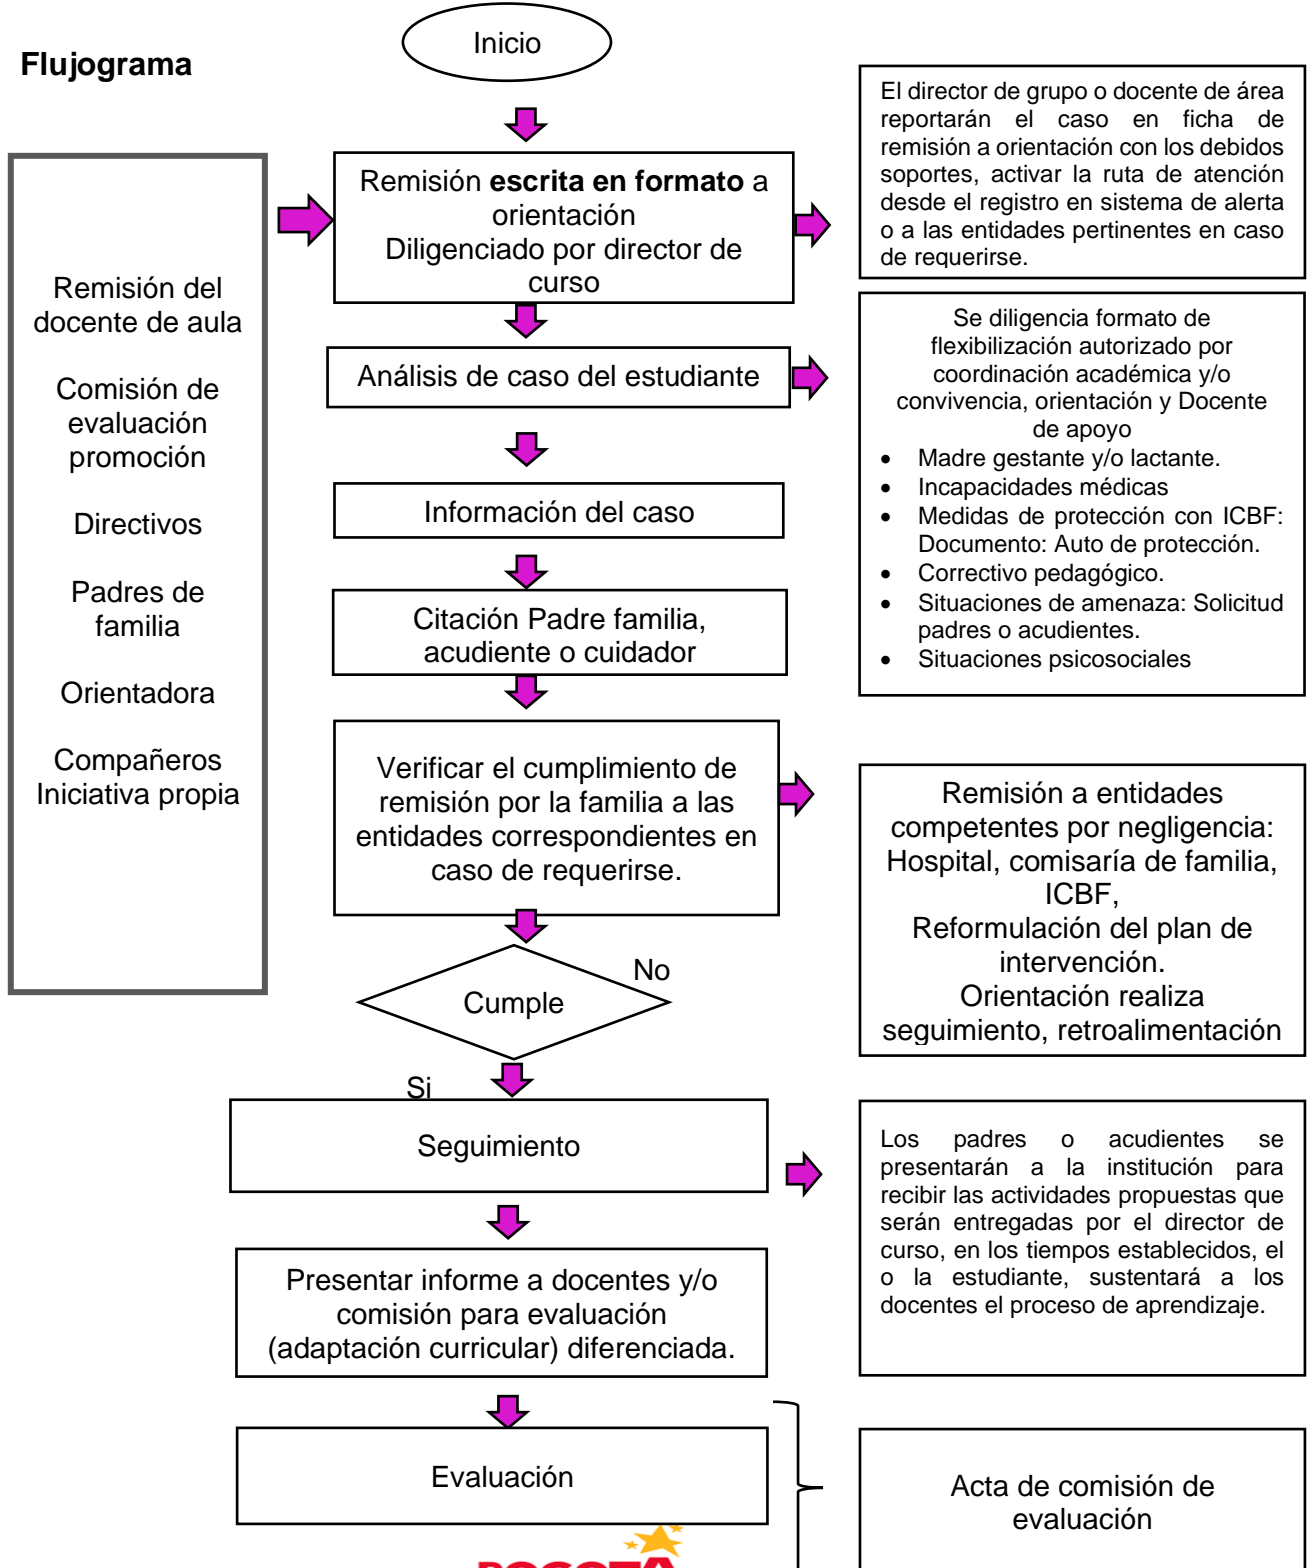 Flujograma
Inicio
Remisión del
docente de aula
Comisión de
evaluación
promoción
Directivos
Padres de
familia
Orientadora
Compañeros
Iniciativa propia
Remisión escrita en formato a
orientación
Diligenciado por director de
curso
El director de grupo o docente de área
reportarán el caso en ficha de
remisión a orientación con los debidos
soportes, activar la ruta de atención
desde el registro en sistema de alerta
o a las entidades pertinentes en caso
de requerirse.
Análisis de caso del estudiante
Se diligencia formato de
flexibilización autorizado por
coordinación académica y/o
convivencia, orientación y Docente
de apoyo
• Madre gestante y/o lactante.
• Incapacidades médicas
• Medidas de protección con ICBF:
Documento: Auto de protección.
• Correctivo pedagógico.
• Situaciones de amenaza: Solicitud
padres o acudientes.
• Situaciones psicosociales
Información del caso
Citación Padre familia,
acudiente o cuidador
Verificar el cumplimiento de
remisión por la familia a las
entidades correspondientes en
caso de requerirse.
Remisión a entidades
competentes por negligencia:
Hospital, comisaría de familia,
ICBF,
Reformulación del plan de
intervención.
Orientación realiza
seguimiento, retroalimentación
No
Cumple
Si
Seguimiento
Los padres o acudientes se
presentarán a la institución para
recibir las actividades propuestas que
serán entregadas por el director de
curso, en los tiempos establecidos, el
o la estudiante, sustentará a los
docentes el proceso de aprendizaje.
Presentar informe a docentes y/o
comisión para evaluación
(adaptación curricular) diferenciada.
Evaluación
Acta de comisión de
evaluación
BOGOTÁ